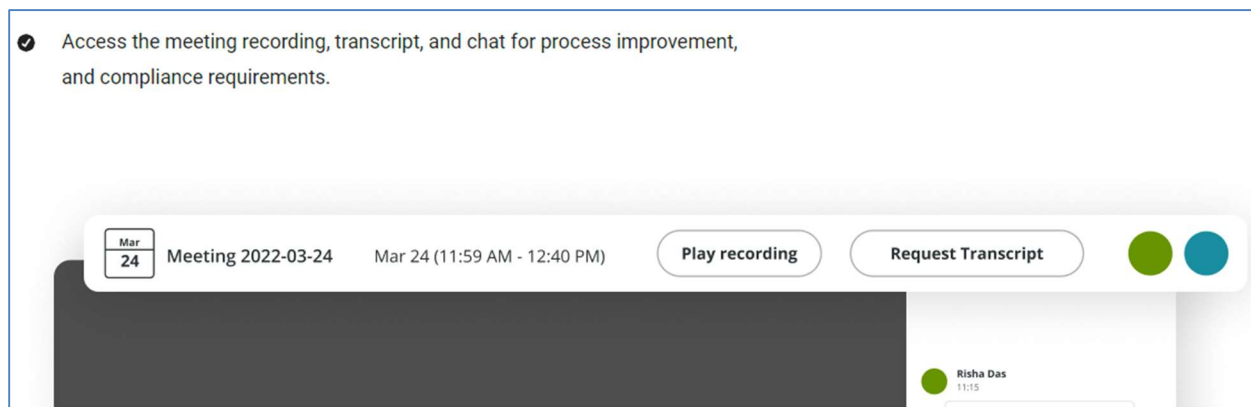 Access the meeting recording, transcript, and chat for process improvement,
and compliance requirements.
Mar
24
Meeting 2022-03-24
Mar 24 (11:59 AM - 12:40 PM)
Play recording
Request Transcript
Risha Das
11:15